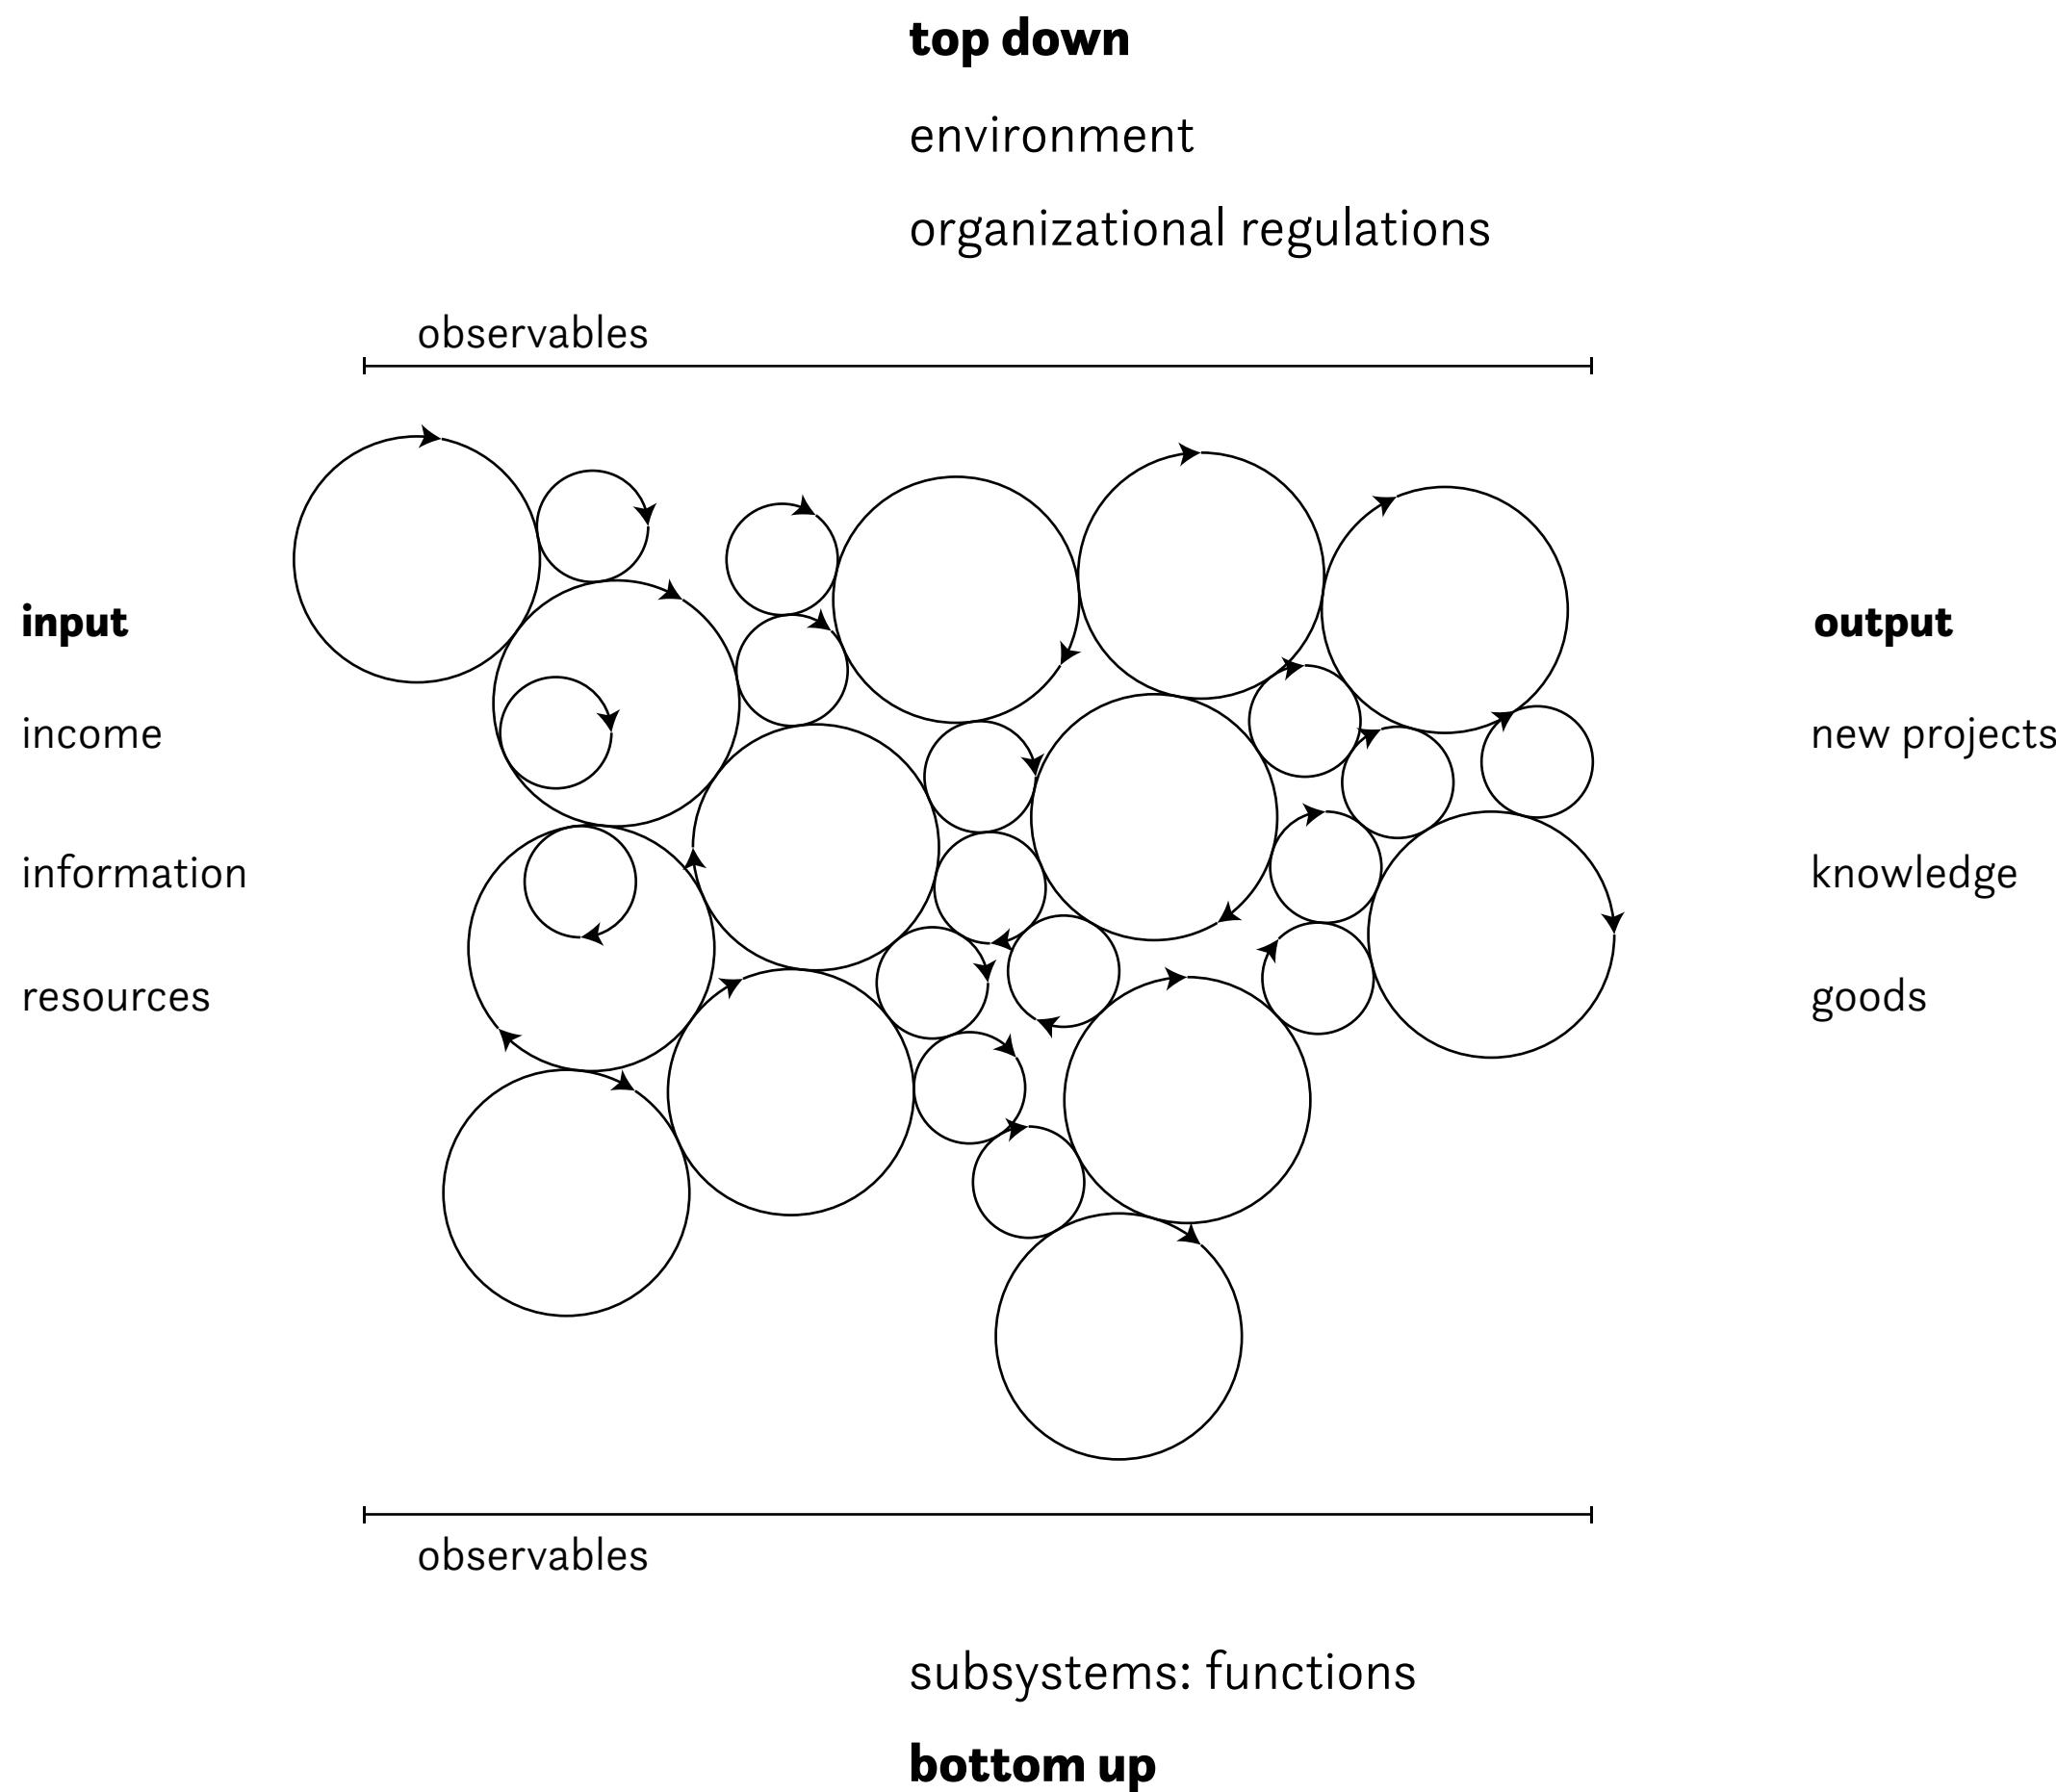 top down
environment
organizational regulations
observables
input
income
information
resources
output
new projects
knowledge
goods
observables
subsystems: functions
bottom up